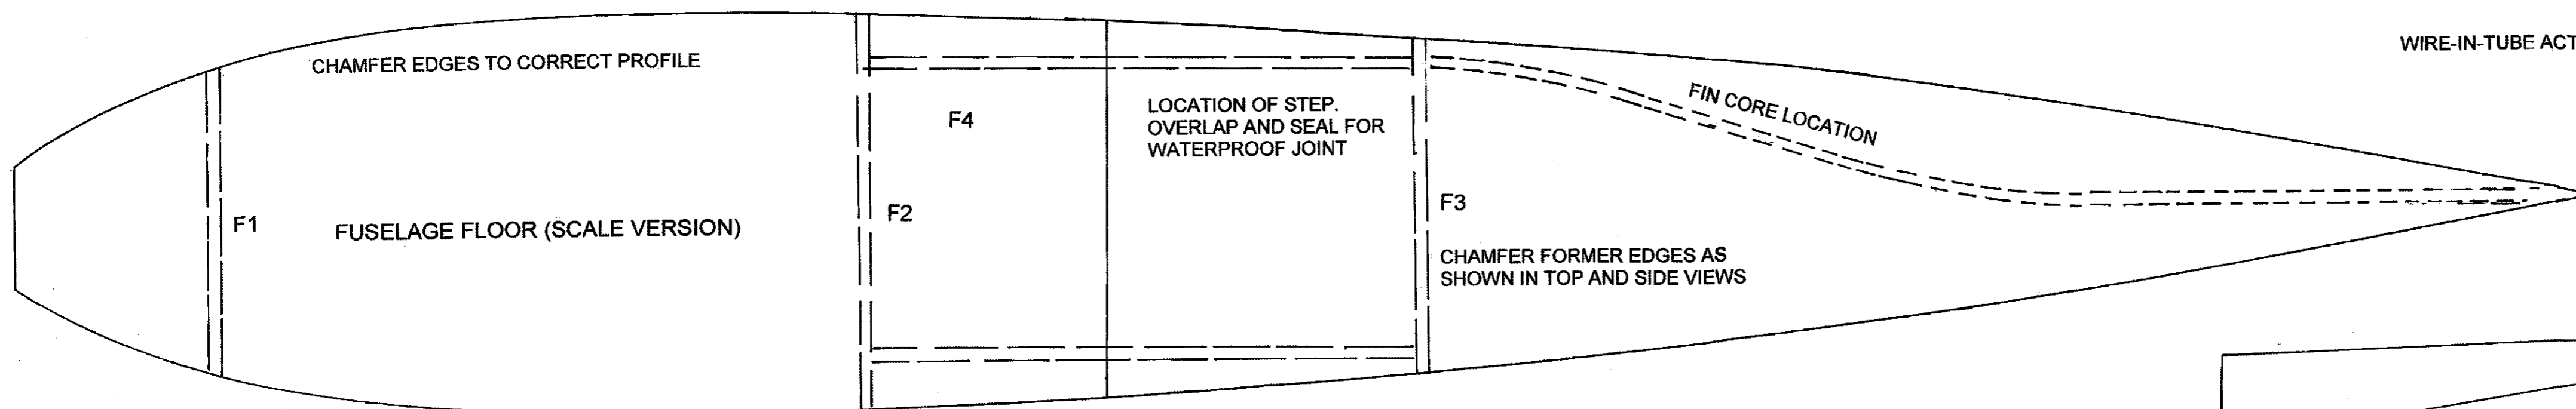 CHAMFER EDGES TO CORRECT PROFILE
WIRE-IN-TUBE ACT
F4
LOCATION OF STEP.
OVERLAP AND SEAL FOR
WATERPROOF JOINT
FIN CORE LOCATION
F1
FUSELAGE FLOOR (SCALE VERSION)
F2
F3
CHAMFER FORMER EDGES AS
SHOWN IN TOP AND SIDE VIEWS